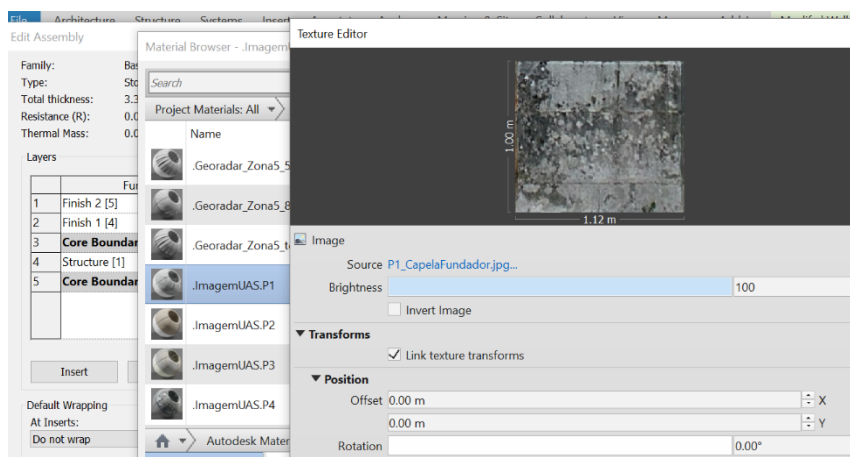 File Architecture Structure Systems Insert
Edit Assembly
Family:
Type:
Total thickness:
Resistance (R):
Thermal Mass:
Layers
1 Finish 2 [5]
2 Finish 1 [4]
3 Core Boundar
4 Structure [1]
5 Core Boundar
Insert
Default Wrapping
At Inserts:
Do not wrap
Material Browser - .Imagem
Search
Project Materials: All
Name
.Georadar_Zona5_5
.Georadar_Zona5_8
.Georadar_Zona5_t
.ImagemUAS.P1
.ImagemUAS.P2
.ImagemUAS.P3
.ImagemUAS.P4
Autodesk Mater
Texture Editor
1.00 m
1.12 m
Image
Source P1_CapelaFundador.jpg...
Brightness 100
Invert Image
Transforms
Link texture transforms
Position
Offset 0.00 m X
0.00 m Y
Rotation 0.00°